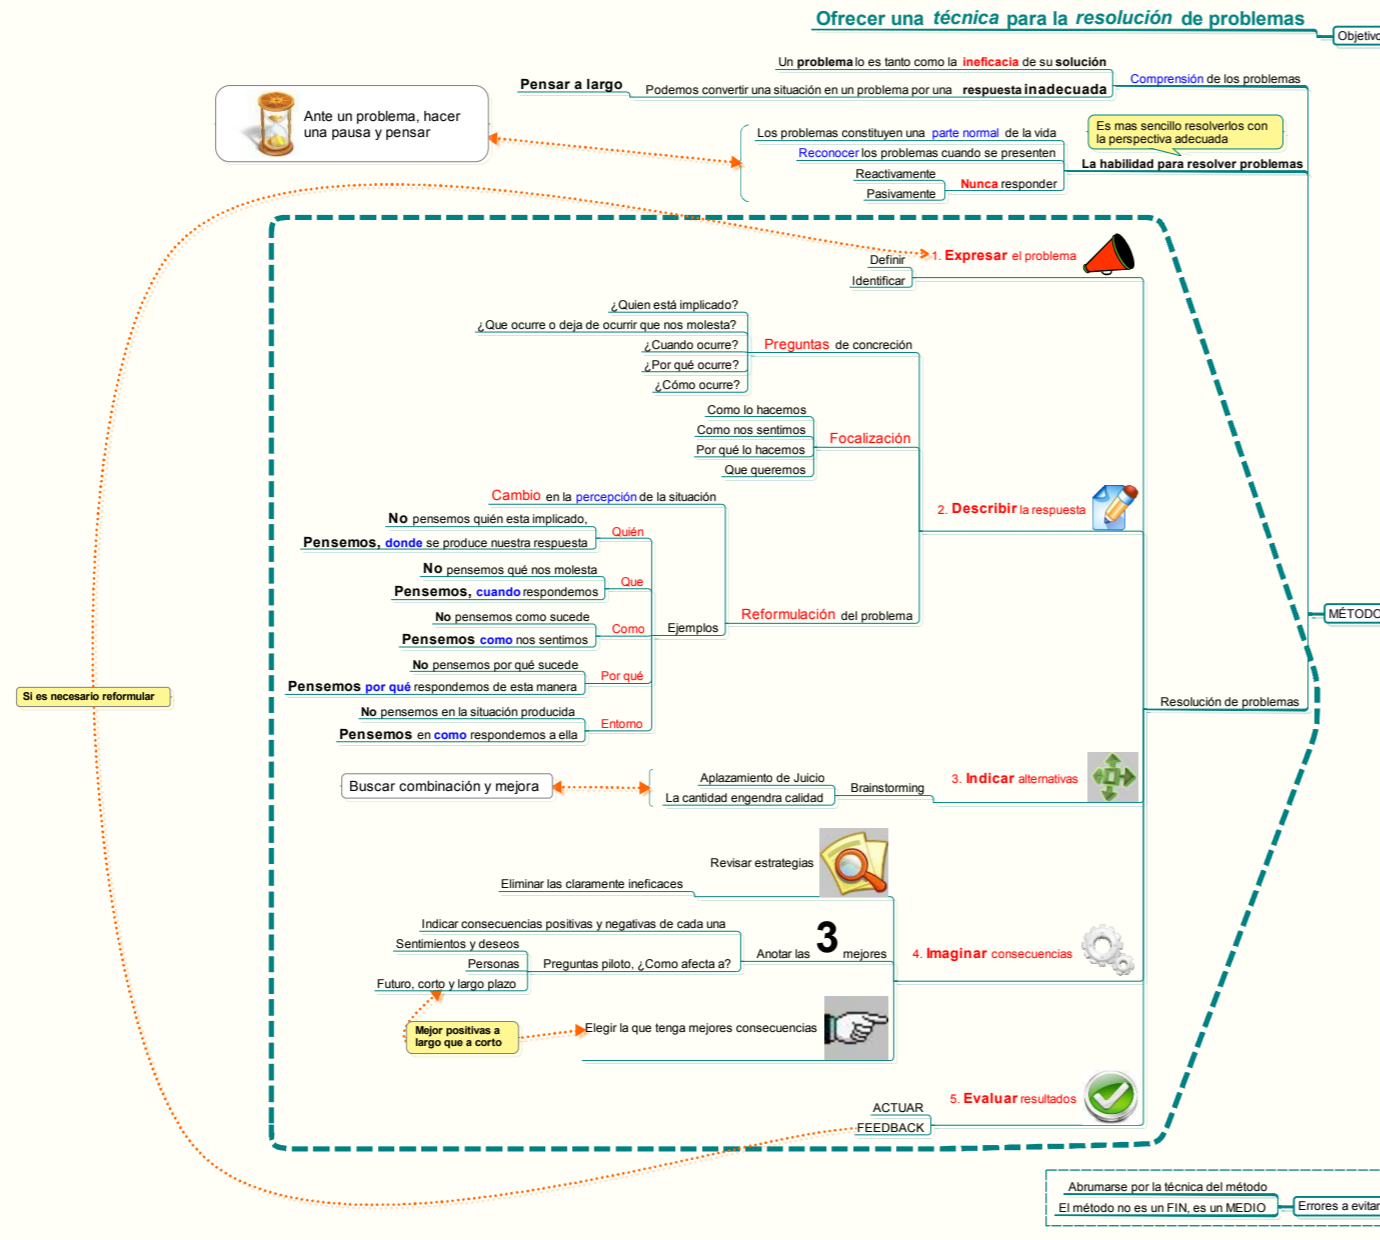 Ofrecer una técnica para la resolución de problemas
Objetivo
Un problema lo es tanto como la ineficacia de su solución
Pensar a largo
Podemos convertir una situación en un problema por una respuesta inadecuada
Comprensión de los problemas
Ante un problema, hacer
una pausa y pensar
Los problemas constituyen una parte normal de la vida
Reconocer los problemas cuando se presenten
Reactivamente
Pasivamente
Nunca responder
Es mas sencillo resolverlos con
la perspectiva adecuada
La habilidad para resolver problemas
1. Expresar el problema
Definir
Identificar
¿Quien está implicado?
¿Que ocurre o deja de ocurrir que nos molesta?
¿Cuando ocurre?
¿Por qué ocurre?
¿Cómo ocurre?
Preguntas de concreción
Como lo hacemos
Como nos sentimos
Por qué lo hacemos
Que queremos
Focalización
Cambio en la percepción de la situación
2. Describir la respuesta
No pensemos quién esta implicado,
Pensemos, donde se produce nuestra respuesta
Quién
No pensemos qué nos molesta
Pensemos, cuando respondemos
Que
No pensemos como sucede
Pensemos como nos sentimos
Como
Ejemplos
Reformulación del problema
MÉTODO
No pensemos por qué sucede
Pensemos por qué respondemos de esta manera
Por qué
Si es necesario reformular
No pensemos en la situación producida
Pensemos en como respondemos a ella
Entorno
Resolución de problemas
Buscar combinación y mejora
Aplazamiento de Juicio
La cantidad engendra calidad
Brainstorming
3. Indicar alternativas
Revisar estrategias
Eliminar las claramente ineficaces
Indicar consecuencias positivas y negativas de cada una
Sentimientos y deseos
Personas
Futuro, corto y largo plazo
Preguntas piloto, ¿Como afecta a?
Anotar las 3 mejores
4. Imaginar consecuencias
Mejor positivas a
largo que a corto
Elegir la que tenga mejores consecuencias
5. Evaluar resultados
ACTUAR
FEEDBACK
Abrumarse por la técnica del método
El método no es un FIN, es un MEDIO
Errores a evitar